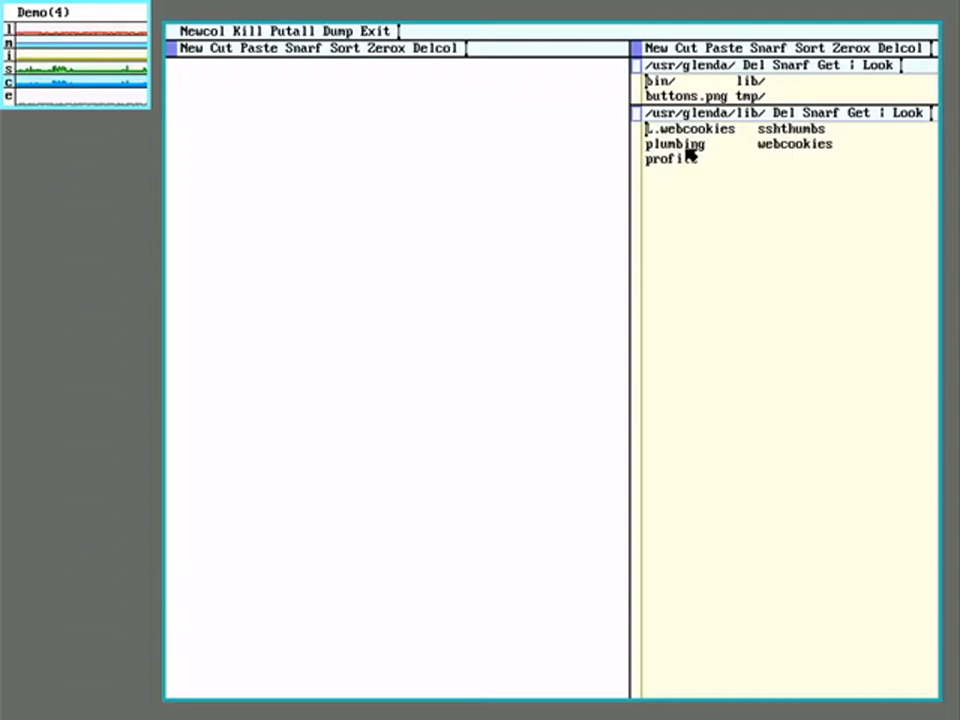 Demo(4)
l
m
i
s
c
e
Newcol Kill Putall Dump Exit
New Cut Paste Snarf Sort Zerox Delcol
New Cut Paste Snarf Sort Zerox Delcol
/usr/glenda/ Del Snarf Get | Look
bin/ lib/
buttons.png tmp/
/usr/glenda/lib/ Del Snarf Get | Look
L.webcookies sshthumbs
plumbing webcookies
profile